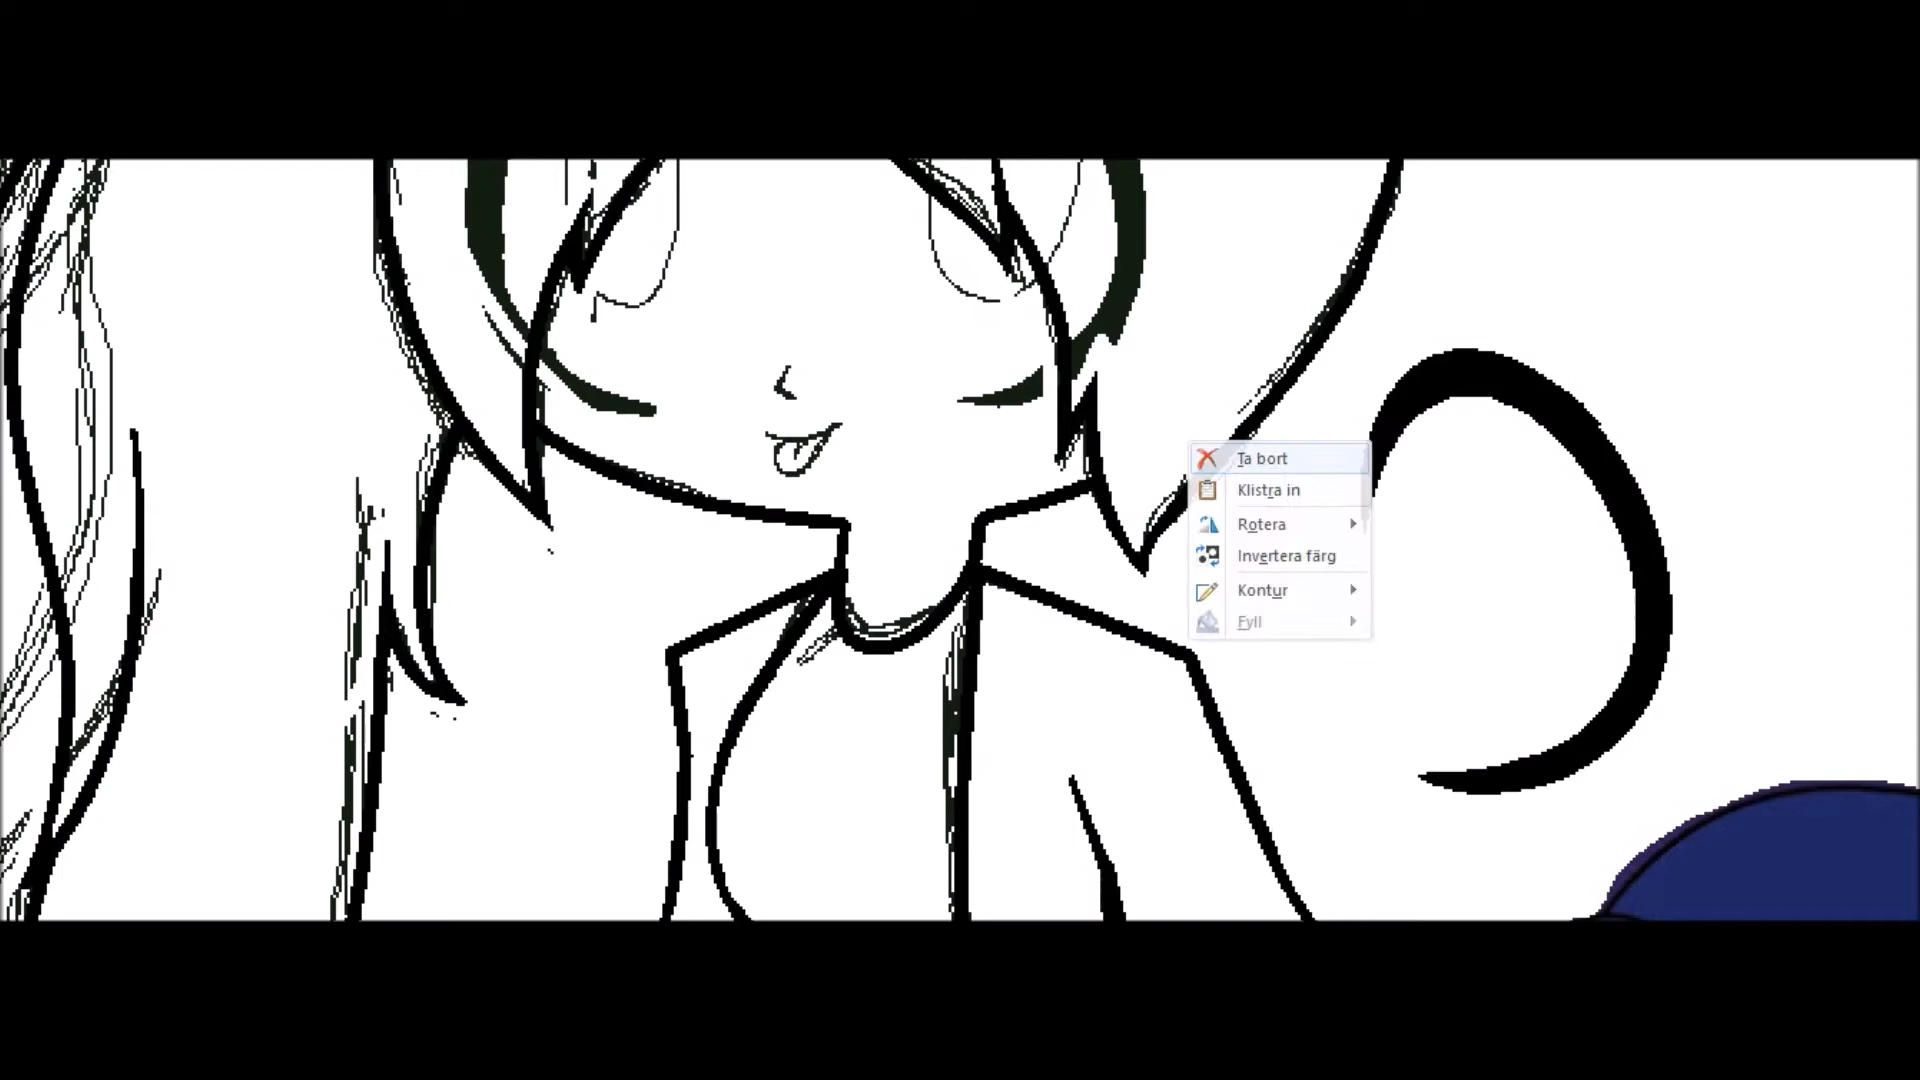 Ta bort
Klistra in
Rotera
Invertera färg
Kontur
Fyll